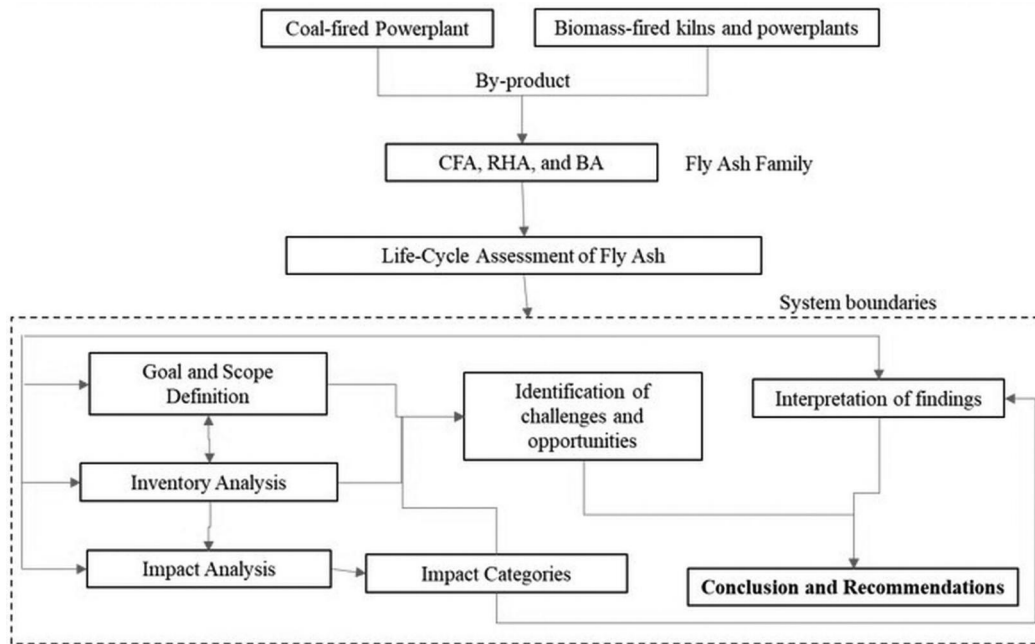 Coal-fired Powerplant
Biomass-fired kilns and powerplants
By-product
CFA, RHA, and BA
Fly Ash Family
Life-Cycle Assessment of Fly Ash
System boundaries
Goal and Scope
Definition
Identification of
challenges and
opportunities
Interpretation of findings
Inventory Analysis
Impact Analysis
Impact Categories
Conclusion and Recommendations